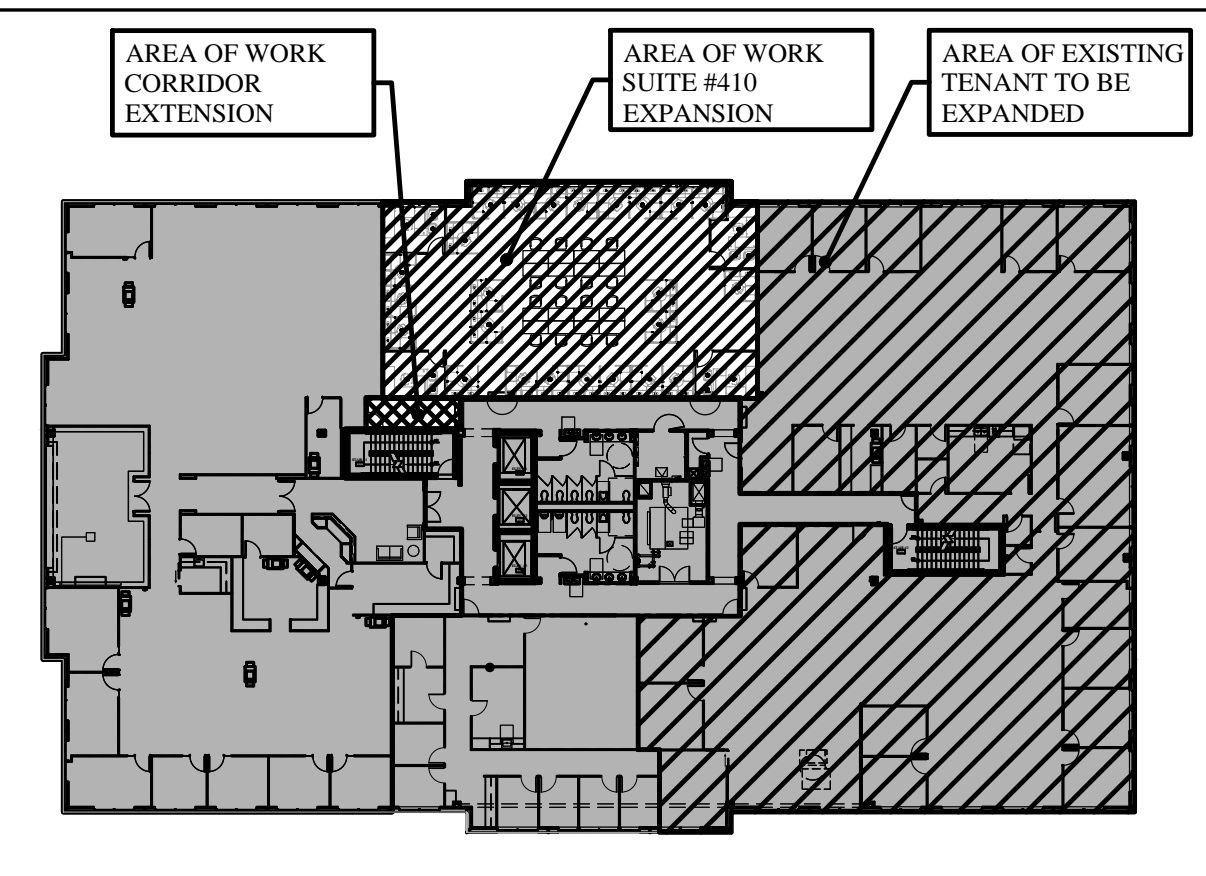 AREA OF WORK
CORRIDOR
EXTENSION
AREA OF WORK
SUITE #410
EXPANSION
AREA OF EXISTING
TENANT TO BE
EXPANDED